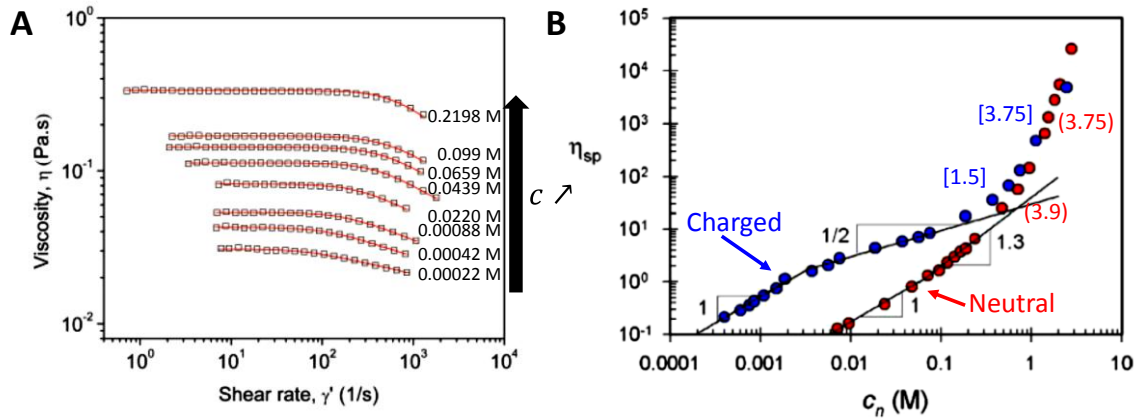 A
Viscosity, η (Pa.s)
10⁰
10⁻¹
10⁻²
0.2198 M
0.099 M
0.0659 M
0.0439 M
0.0220 M
0.00088 M
0.00042 M
0.00022 M
c ↗
10⁰ 10¹ 10² 10³ 10⁴
Shear rate, γ' (1/s)
B
ηsp
10⁵
10⁴
10³
10²
10¹
10⁰
10⁻¹
[3.75]
(3.75)
[1.5]
(3.9)
Charged
1/2
1.3
Neutral
1
1
0.0001 0.001 0.01 0.1 1 10
cn (M)